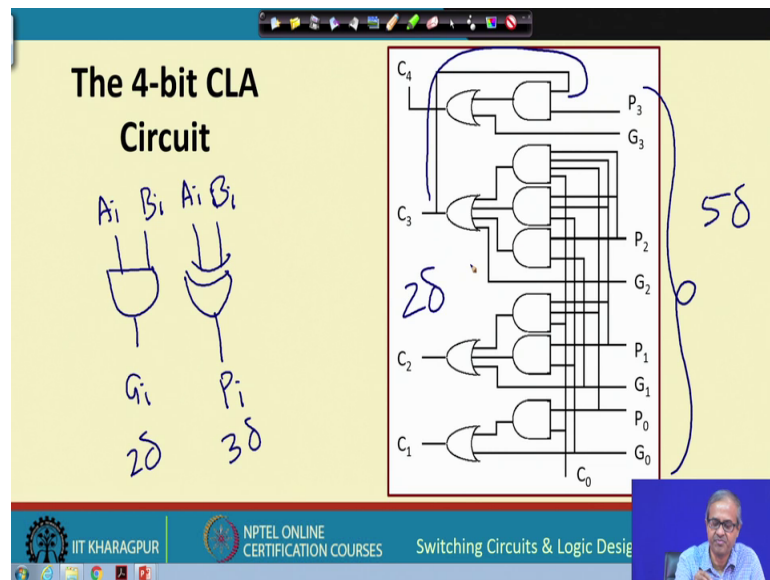 The 4-bit CLA
Circuit
Ai Bi Ai Bi
Gi Pi
2δ 3δ
C4
P3
G3
C3
P2
G2
2δ
5δ
C2
P1
G1
P0
C1
G0
C0
IIT KHARAGPUR
NPTEL ONLINE
CERTIFICATION COURSES
Switching Circuits & Logic Desig